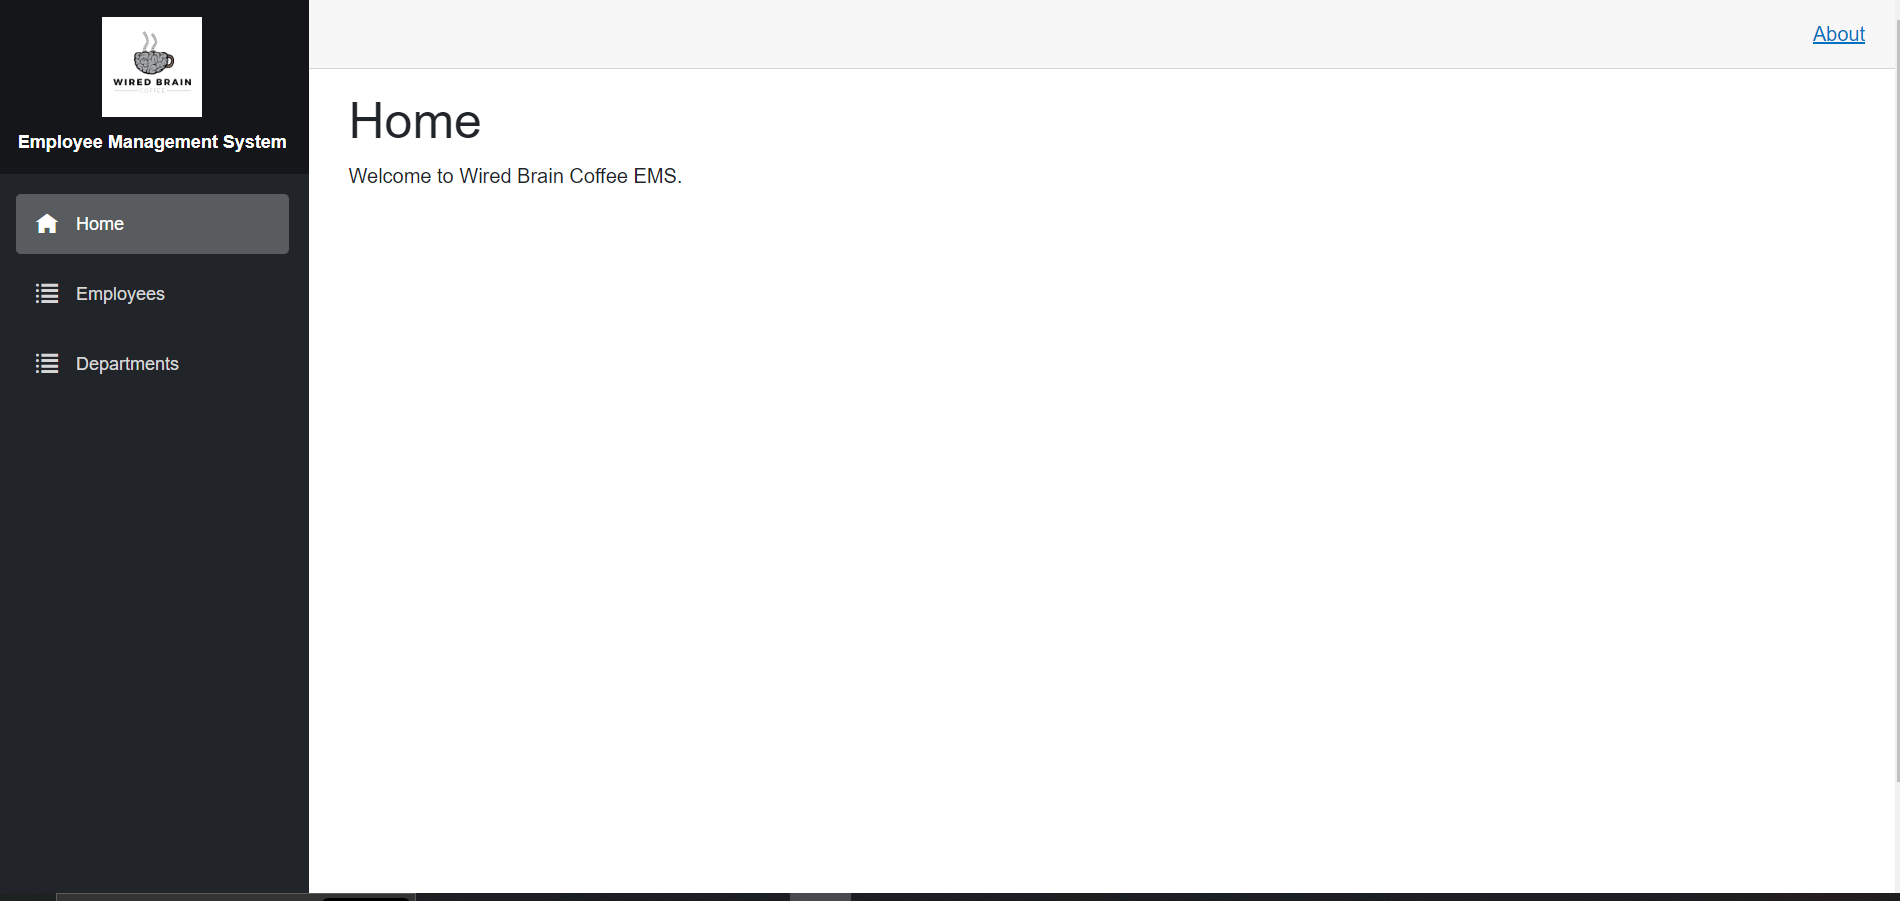 WIRED BRAIN
COFFEE
Employee Management System
Home
Employees
Departments
About
Home
Welcome to Wired Brain Coffee EMS.